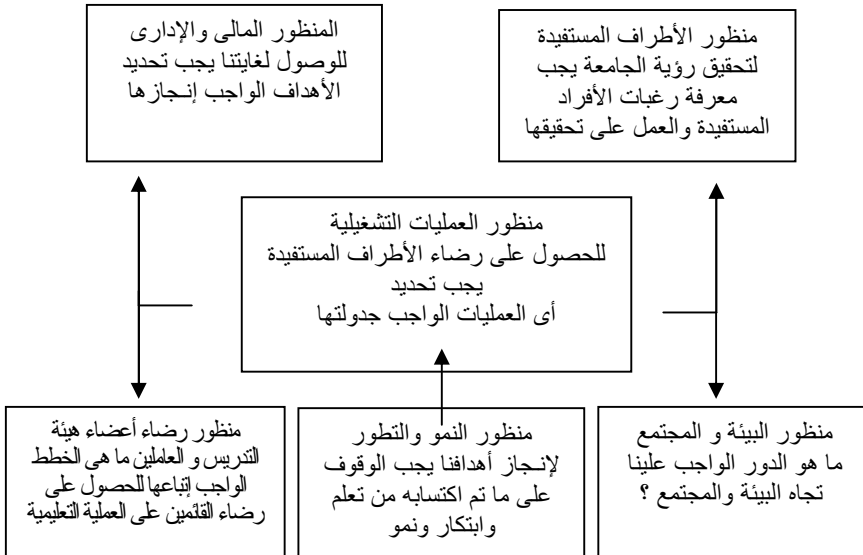 منظور الأطراف المستفيدة
لتحقيق رؤية الجامعة يجب
معرفة رغبات الأفراد
المستفيدة والعمل على تحقيقها
المنظور المالى والإدارى
للوصول لغايتنا يجب تحديد
الأهداف الواجب إنـجازها
منظور العمليات التشغيلية
للحصول على رضاء الأطراف المستفيدة
يجب تحديد
أى العمليات الواجب جدولتها
منظور البيئة و المجتمع
ما هو الدور الواجب علينا
تجاه البيئة والمجتمع ؟
منظور النمو والتطور
لإنـجاز أهدافنا يجب الوقوف
على ما تم اكتسابه من تعلم
وابتكار ونمو
منظور رضاء أعضاء هيئة
التدريس و العاملين ما هى الخطط
الواجب إتباعها للحصول على
رضاء القائمين على العملية التعليمية